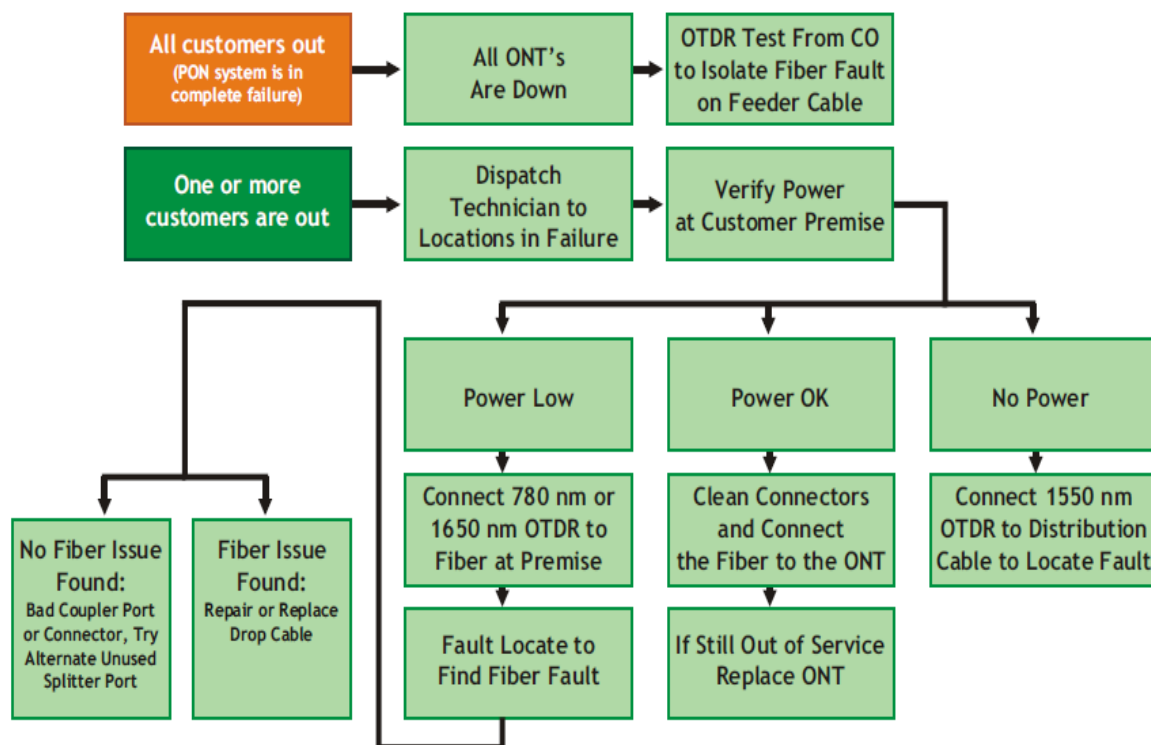 All customers out
(PON system is in
complete failure)
All ONT's
Are Down
OTDR Test From CO
to Isolate Fiber Fault
on Feeder Cable
One or more
customers are out
Dispatch
Technician to
Locations in Failure
Verify Power
at Customer Premise
Power Low
Power OK
No Power
Connect 780 nm or
1650 nm OTDR to
Fiber at Premise
Clean Connectors
and Connect
the Fiber to the ONT
Connect 1550 nm
OTDR to Distribution
Cable to Locate Fault
No Fiber Issue
Found:
Bad Coupler Port
or Connector, Try
Alternate Unused
Splitter Port
Fiber Issue
Found:
Repair or Replace
Drop Cable
Fault Locate to
Find Fiber Fault
If Still Out of Service
Replace ONT